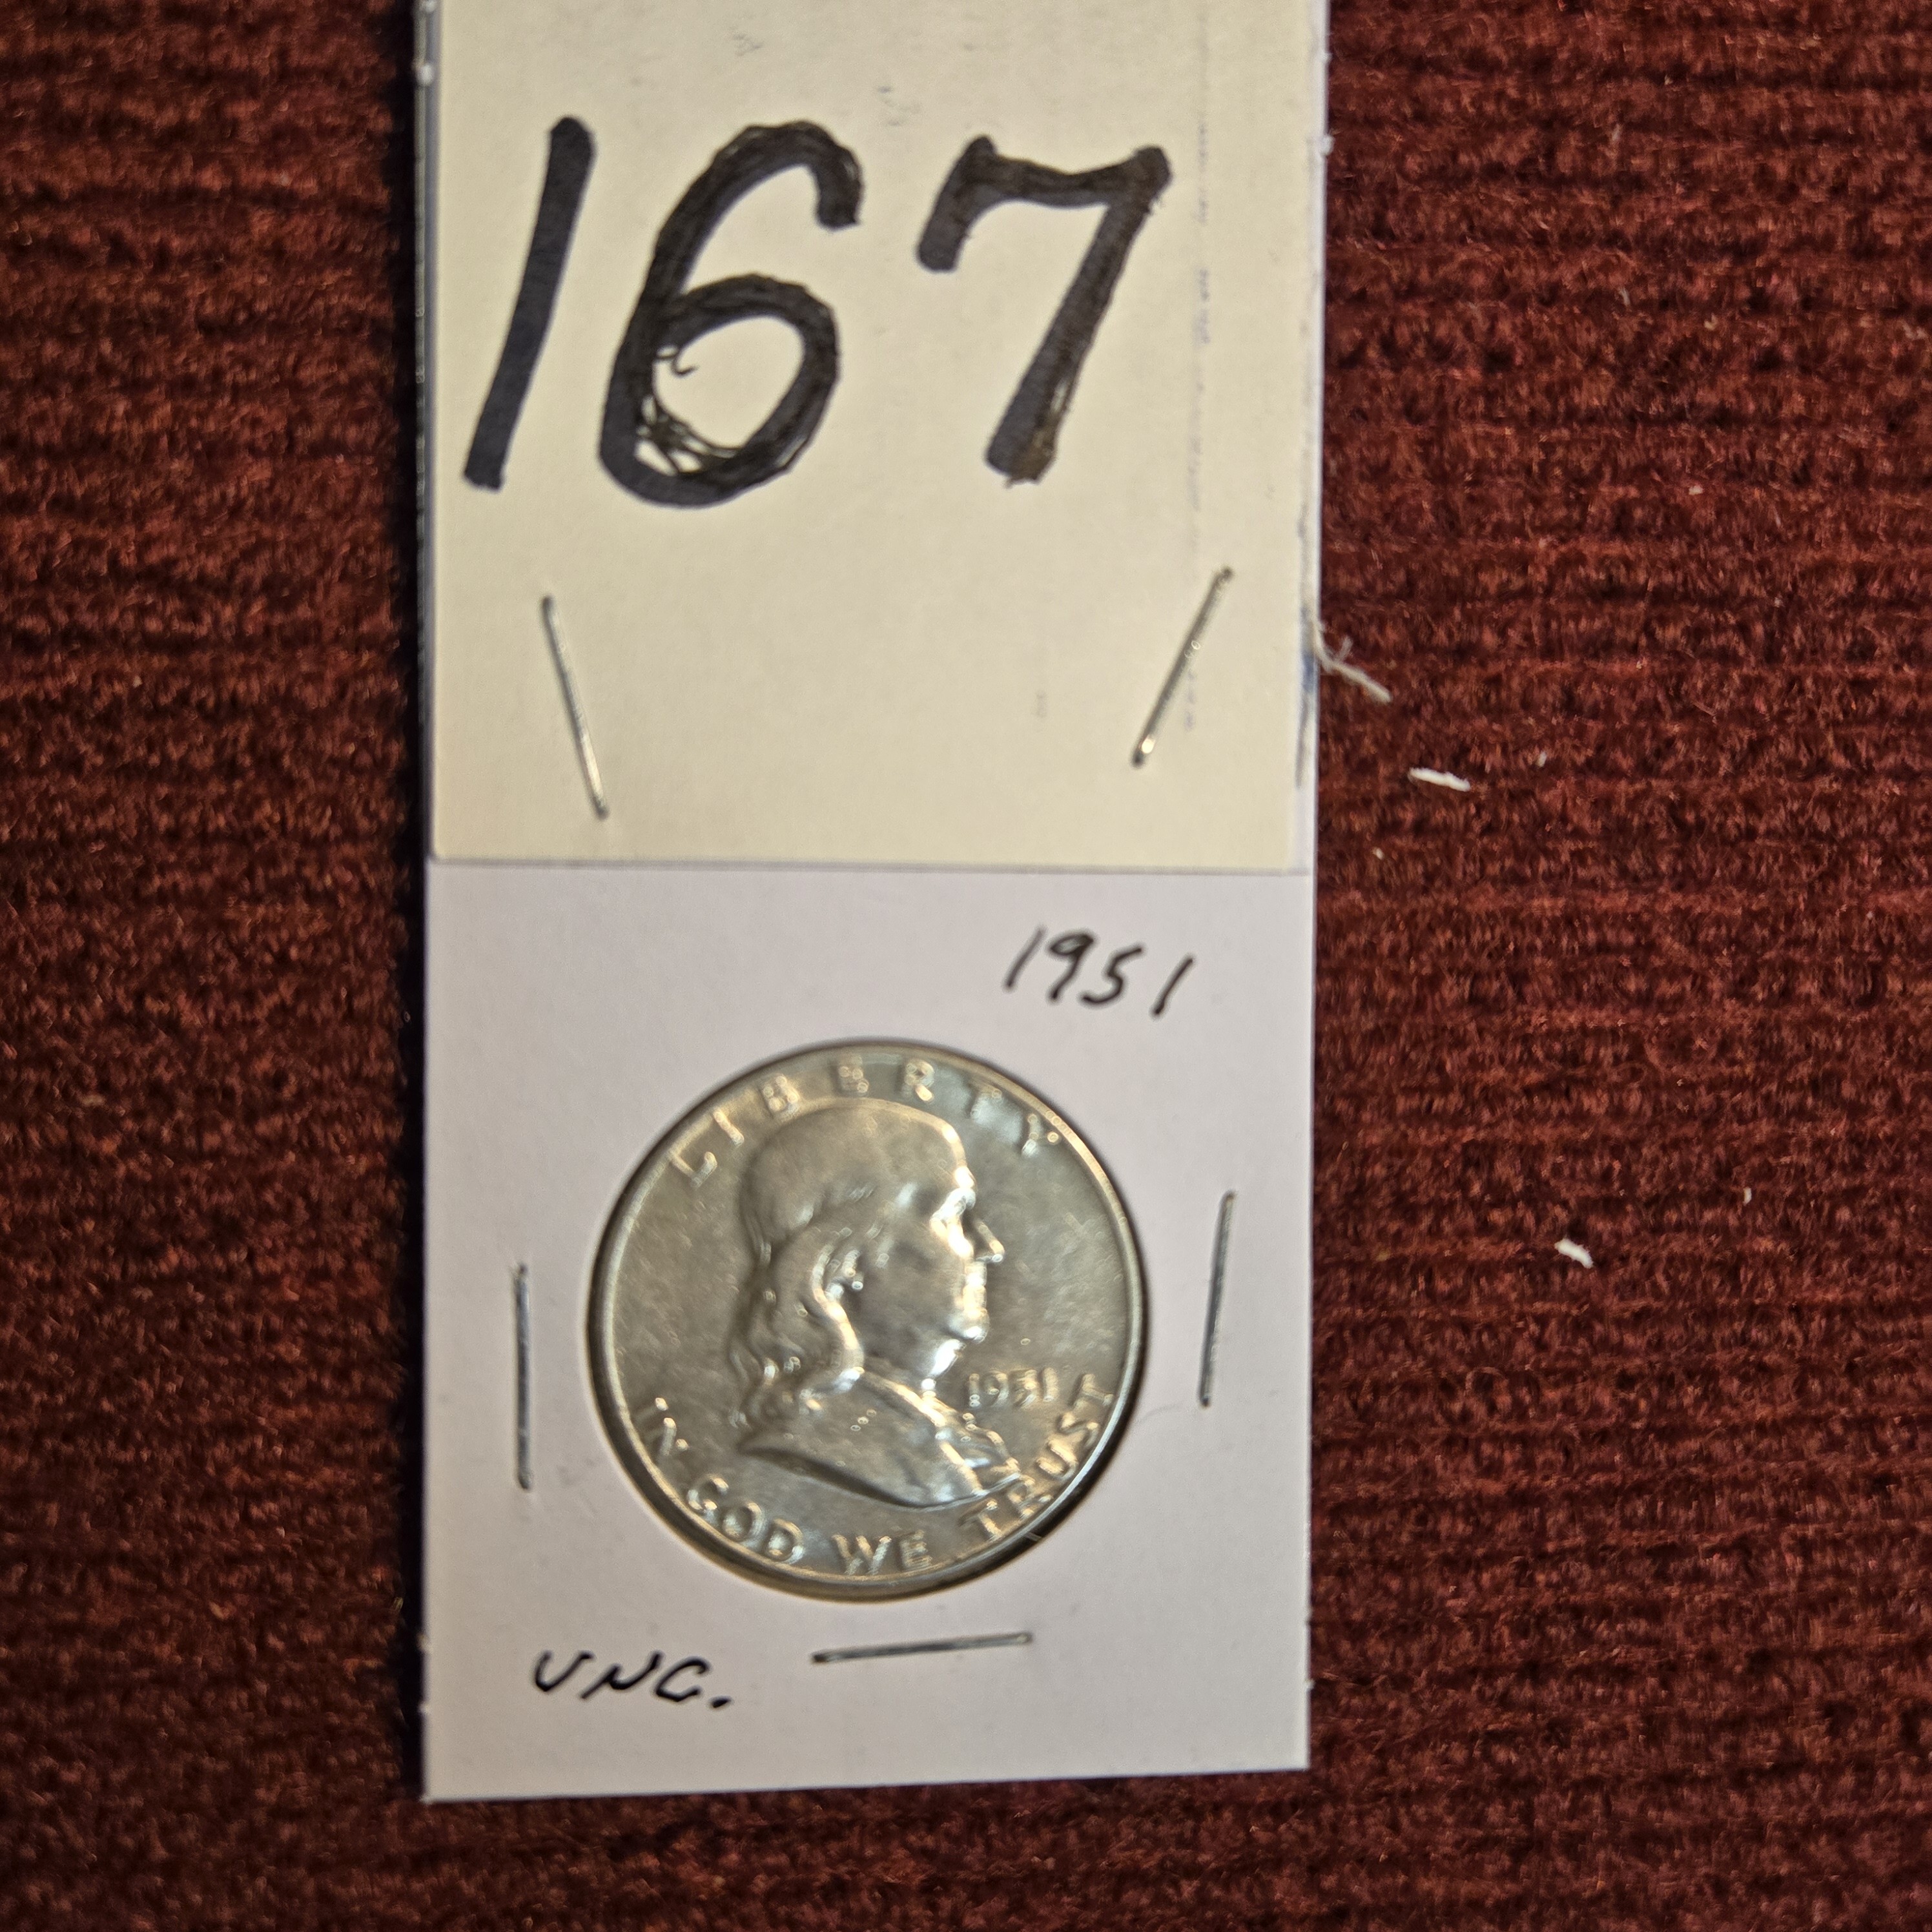 167
1951
LIBERTY
1951
IN GOD WE TRUST
UNC.